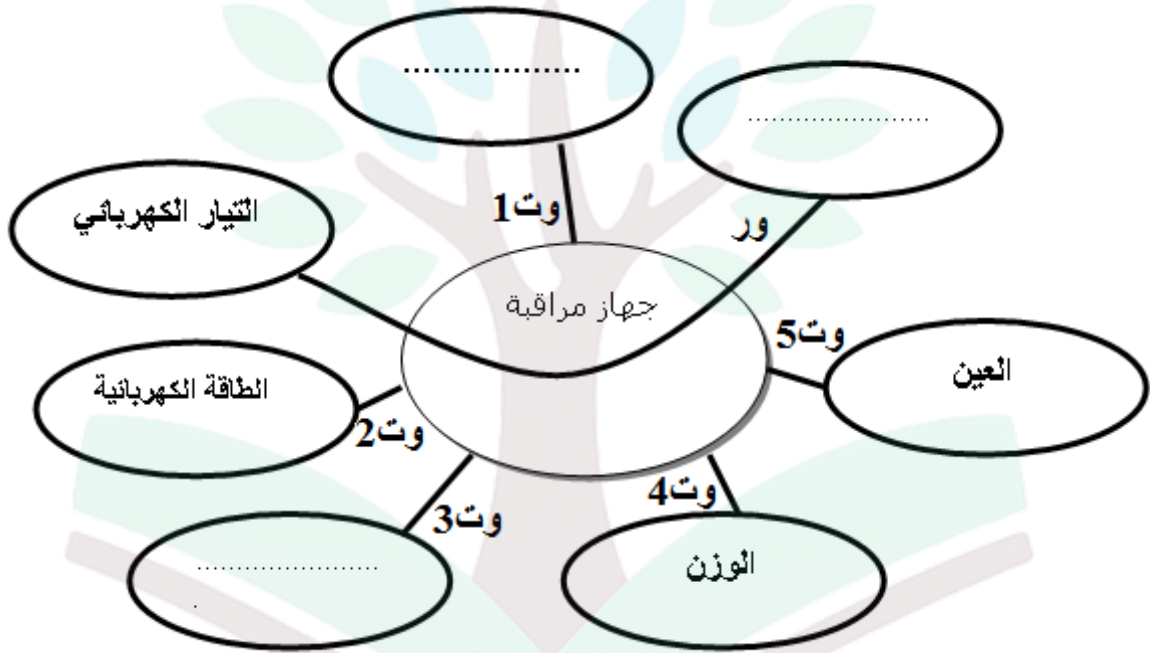 ..................
......................
التيار الكهربائي
وت1
ور
جهاز مراقبة
وت5
العين
الطاقة الكهربائية
وت2
وت3
وت4
......................
.
الوزن